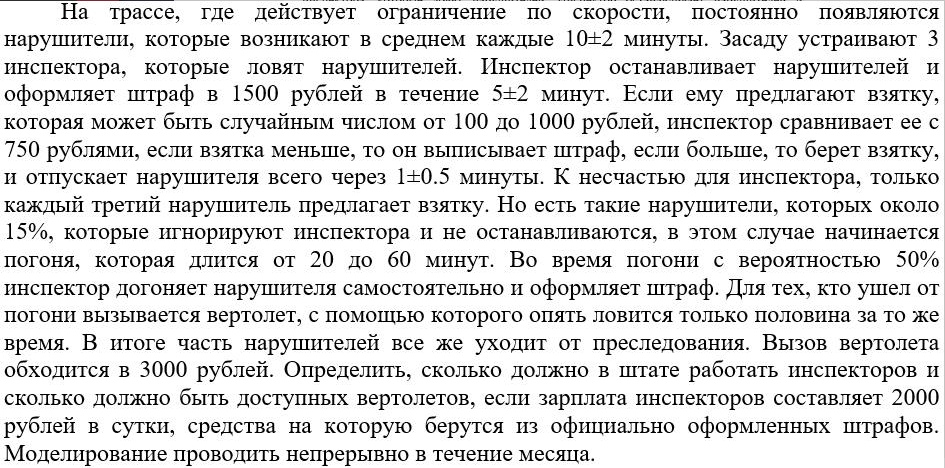 На трассе, где действует ограничение по скорости, постоянно появляются
нарушители, которые возникают в среднем каждые 10±2 минуты. Засаду устраивают 3
инспектора, которые ловят нарушителей. Инспектор останавливает нарушителей и
оформляет штраф в 1500 рублей в течение 5±2 минут. Если ему предлагают взятку,
которая может быть случайным числом от 100 до 1000 рублей, инспектор сравнивает ее с
750 рублями, если взятка меньше, то он выписывает штраф, если больше, то берет взятку,
и отпускает нарушителя всего через 1±0.5 минуты. К несчастью для инспектора, только
каждый третий нарушитель предлагает взятку. Но есть такие нарушители, которых около
15%, которые игнорируют инспектора и не останавливаются, в этом случае начинается
погоня, которая длится от 20 до 60 минут. Во время погони с вероятностью 50%
инспектор догоняет нарушителя самостоятельно и оформляет штраф. Для тех, кто ушел от
погони вызывается вертолет, с помощью которого опять ловится только половина за то же
время. В итоге часть нарушителей все же уходит от преследования. Вызов вертолета
обходится в 3000 рублей. Определить, сколько должно в штате работать инспекторов и
сколько должно быть доступных вертолетов, если зарплата инспекторов составляет 2000
рублей в сутки, средства на которую берутся из официально оформленных штрафов.
Моделирование проводить непрерывно в течение месяца.